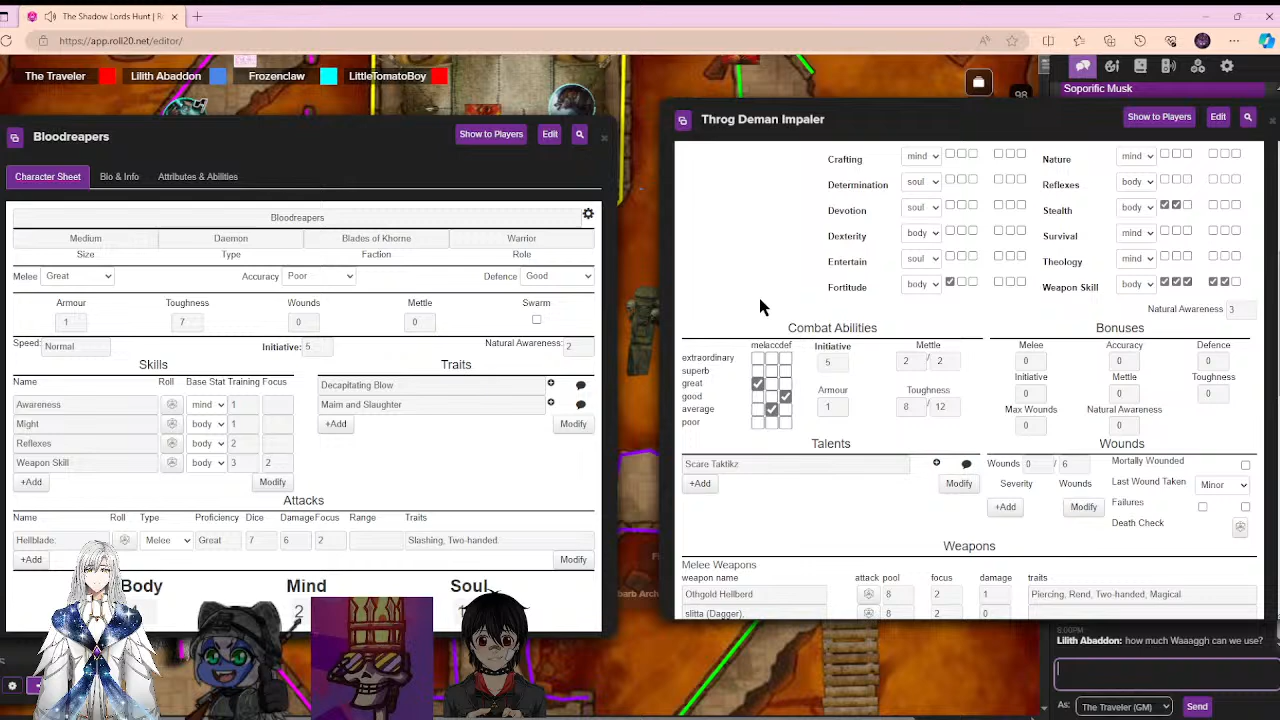 The Shadow Lords Hunt | Ro
https://app.roll20.net/editor/
The Traveler
Lilith Abaddon
Frozenclaw
LittleTomatoBoy
98
Soporific Musk
Bloodreapers
Show to Players
Edit
Character Sheet
Bio & Info
Attributes & Abilities
Bloodreapers
Medium Daemon Blades of Khorne Warrior
Size Type Faction Role
Melee Great Accuracy Poor Defence Good
Armour Toughness Wounds Mettle Swarm
1 7 0 0
Speed: Normal Initiative: 5 Natural Awareness: 2
Skills
Name Roll Base Stat Training Focus
Awareness mind 1
Might body 1
Reflexes body 2
Weapon Skill body 3 2
+Add Modify
Traits
Decapitating Blow
Maim and Slaughter
+Add Modify
Attacks
Name Roll Type Proficiency Dice Damage Focus Range Traits
Hellblade. Melee Great 7 6 2 Slashing, Two-handed.
+Add Modify
Body Mind Soul
2
Throg Deman Impaler
Show to Players
Edit
Crafting mind Nature mind
Determination soul Reflexes body
Devotion soul Stealth body
Dexterity body Survival mind
Entertain soul Theology mind
Fortitude body Weapon Skill body
Natural Awareness 3
Combat Abilities
melaccdef Initiative Mettle
extraordinary 5 2 / 2
superb
great Armour Toughness
good 1 8 / 12
average
poor
Bonuses
Melee Accuracy Defence
0 0 0
Initiative Mettle Toughness
0 0 0
Max Wounds Natural Awareness
0 0
Talents
Scare Taktikz
+Add Modify
Wounds
Wounds 0 / 6 Mortally Wounded
Severity Wounds Last Wound Taken Minor
+Add Modify Failures
Death Check
Weapons
Melee Weapons
weapon name attack pool focus damage traits
Othgold Hellberd 8 2 1 Piercing, Rend, Two-handed, Magical
slitta (Dagger), 8 2 0
8:00PM
Lilith Abaddon: how much Waaaggh can we use?
As: The Traveler (GM) Send